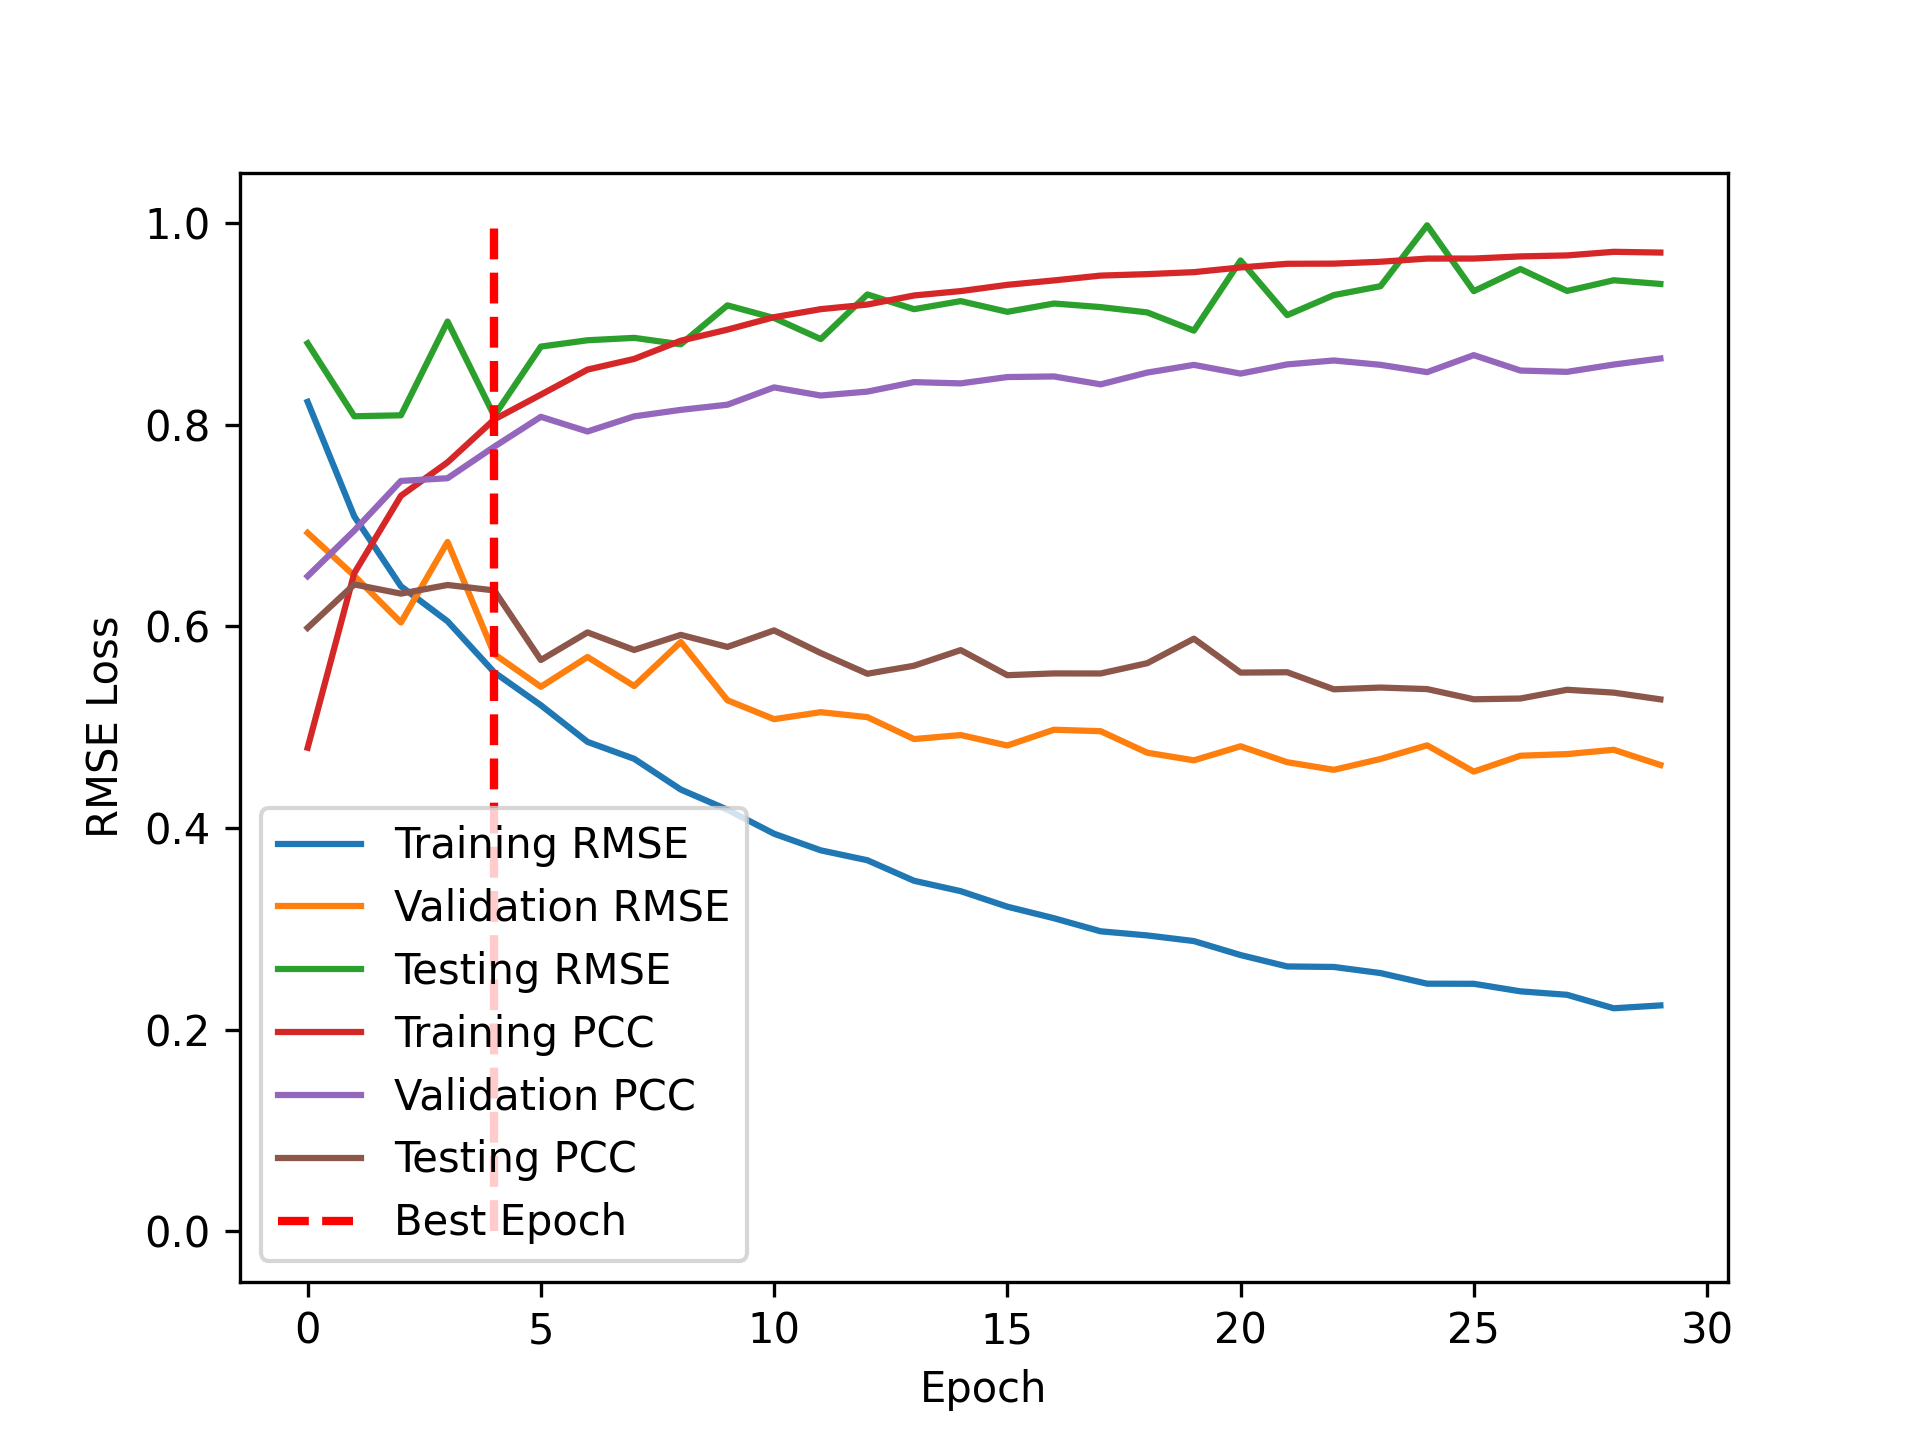 1.0
0.8
0.6
0.4
0.2
0.0
RMSE Loss
Training RMSE
Validation RMSE
Testing RMSE
Training PCC
Validation PCC
Testing PCC
Best Epoch
0 5 10 15 20 25 30
Epoch